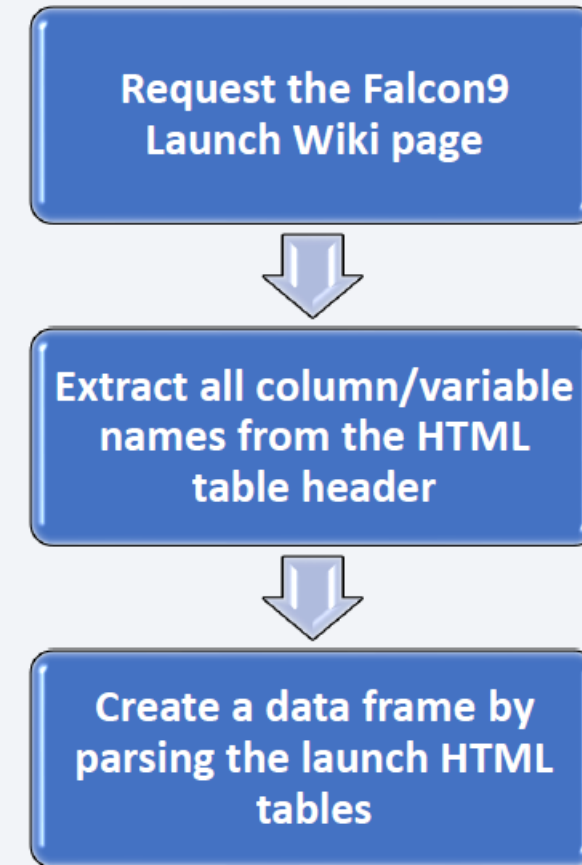 Request the Falcon9
Launch Wiki page
Extract all column/variable
names from the HTML
table header
Create a data frame by
parsing the launch HTML
tables